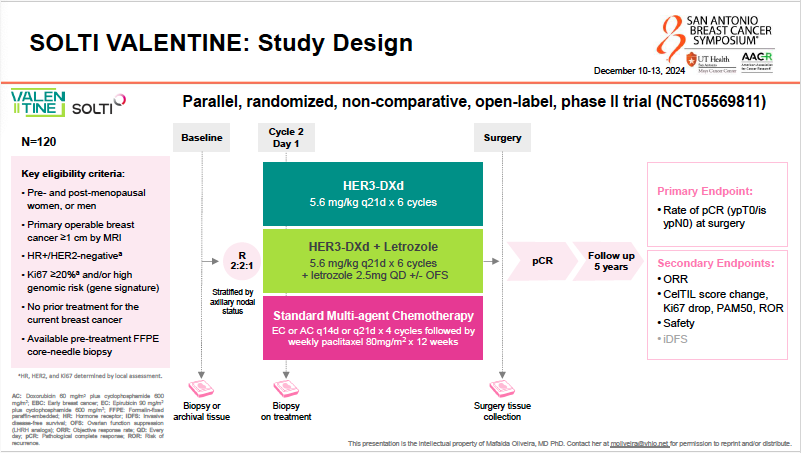 SOLTI VALENTINE: Study Design
SAN ANTONIO
BREAST CANCER
SYMPOSIUM®
UT Health
San Antonio
Mays Cancer Center
AACR
American Association
for Cancer Research
December 10-13, 2024
VALEN
TINE
SOLTI
Parallel, randomized, non-comparative, open-label, phase II trial (NCT05569811)
N=120
Key eligibility criteria:
• Pre- and post-menopausal
women, or men
• Primary operable breast
cancer ≥1 cm by MRI
• HR+/HER2-negativeª
• Ki67 ≥20%ª and/or high
genomic risk (gene signature)
• No prior treatment for the
current breast cancer
• Available pre-treatment FFPE
core-needle biopsy
Baseline
Cycle 2
Day 1
Surgery
R
2:2:1
Stratified by
axillary nodal
status
HER3-DXd
5.6 mg/kg q21d x 6 cycles
HER3-DXd + Letrozole
5.6 mg/kg q21d x 6 cycles
+ letrozole 2.5mg QD +/- OFS
Standard Multi-agent Chemotherapy
EC or AC q14d or q21d x 4 cycles followed by
weekly paclitaxel 80mg/m² x 12 weeks
pCR
Follow up
5 years
Primary Endpoint:
• Rate of pCR (ypT0/is
ypN0) at surgery
Secondary Endpoints:
• ORR
• CelTIL score change,
Ki67 drop, PAM50, ROR
• Safety
• iDFS
Biopsy or
archival tissue
Biopsy
on treatment
Surgery tissue
collection
ªHR, HER2, and Ki67 determined by local assessment.
AC: Doxorubicin 60 mg/m² plus cyclophosphamide 600
mg/m²; EBC: Early breast cancer; EC: Epirubicin 90 mg/m²
plus cyclophosphamide 600 mg/m²; FFPE: Formalin-fixed
paraffin-embedded; HR: Hormone receptor; iDFS: Invasive
disease-free survival; OFS: Ovarian function suppression
(LHRH analogs); ORR: Objective response rate; QD: Every
day; pCR: Pathological complete response; ROR: Risk of
recurrence.
This presentation is the intellectual property of Mafalda Oliveira, MD PhD. Contact her at moliveira@vhio.net for permission to reprint and/or distribute.